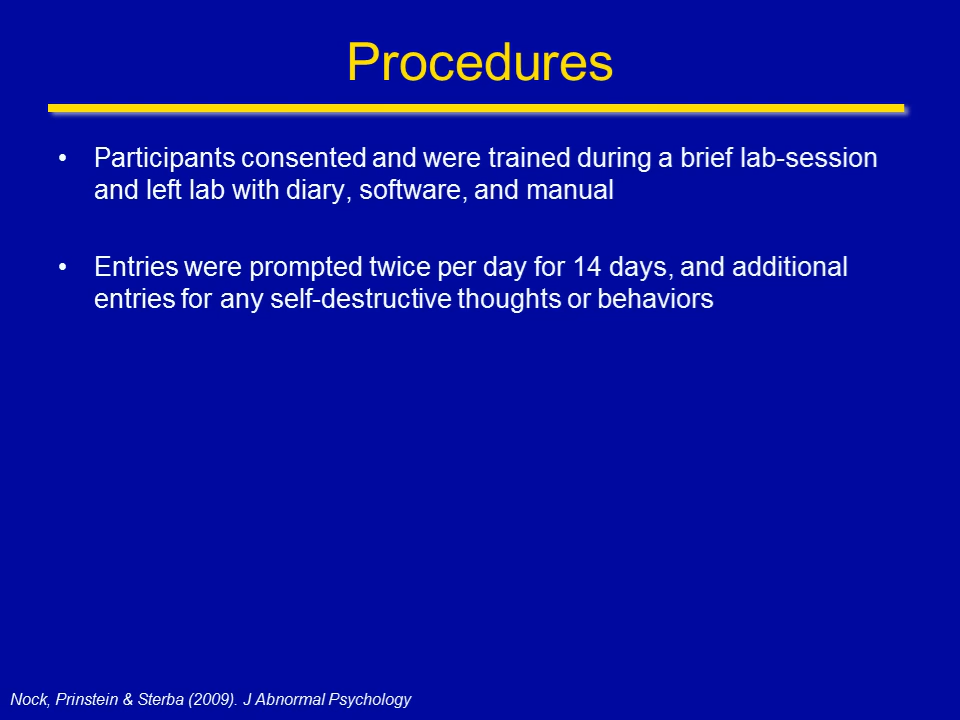 Procedures
• Participants consented and were trained during a brief lab-session
and left lab with diary, software, and manual
• Entries were prompted twice per day for 14 days, and additional
entries for any self-destructive thoughts or behaviors
Nock, Prinstein & Sterba (2009). J Abnormal Psychology